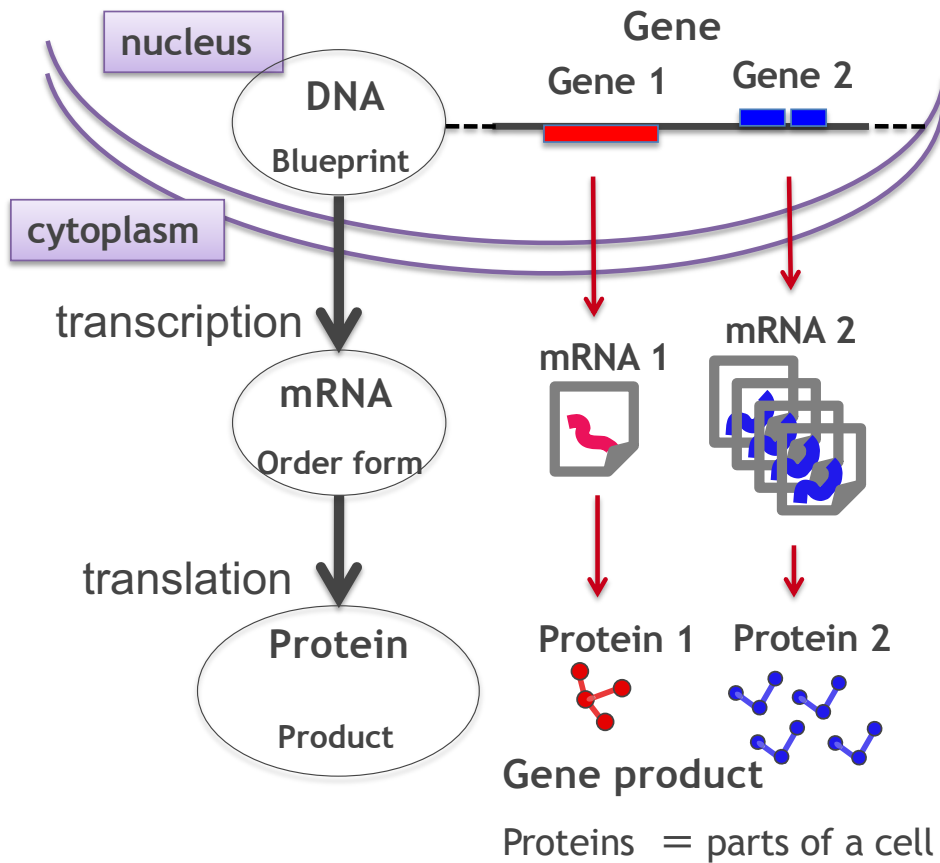 nucleus
Gene
DNA
Gene 1
Gene 2
Blueprint
cytoplasm
transcription
mRNA
mRNA 1
mRNA 2
Order form
translation
Protein
Protein 1
Protein 2
Product
Gene product
Proteins = parts of a cell